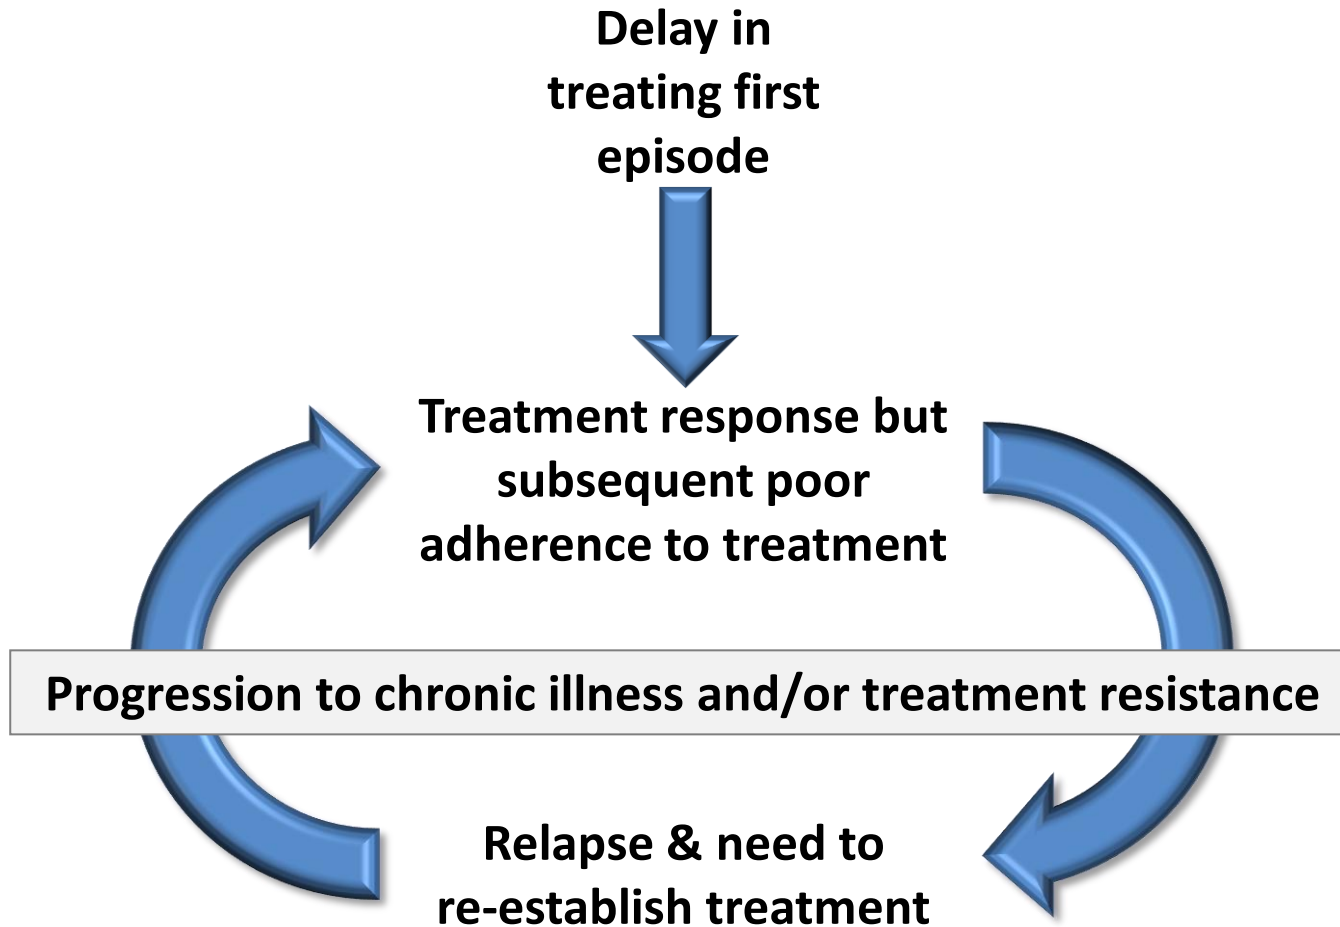 Delay in
treating first
episode
Treatment response but
subsequent poor
adherence to treatment
Progression to chronic illness and/or treatment resistance
Relapse & need to
re-establish treatment